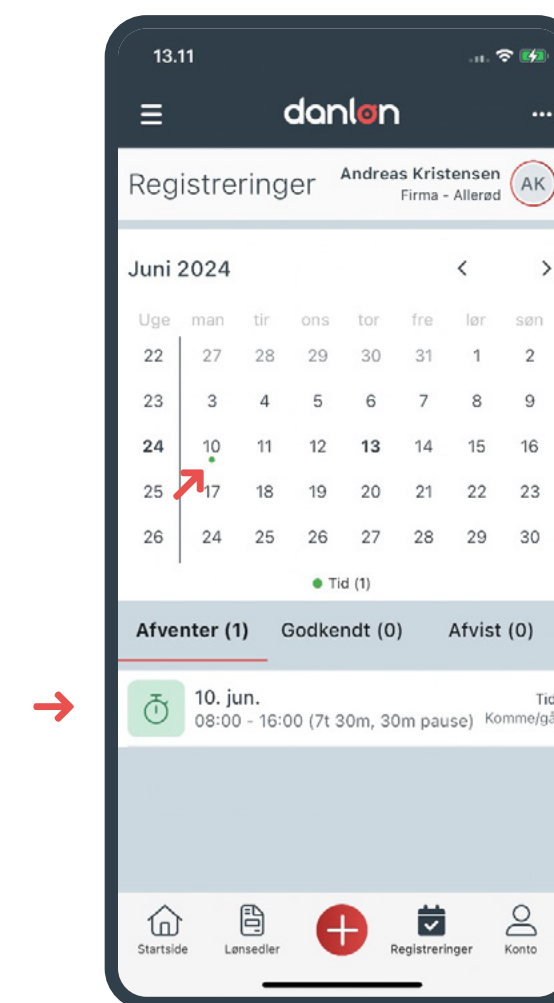 13.11
danløn
Registreringer
Andreas Kristensen
Firma - Allerød
AK
Juni 2024
Uge man tir ons tor fre lør søn
22 27 28 29 30 31 1 2
23 3 4 5 6 7 8 9
24 10 11 12 13 14 15 16
25 17 18 19 20 21 22 23
26 24 25 26 27 28 29 30
Tid (1)
Afventer (1) Godkendt (0) Afvist (0)
10. jun. Tid
08:00 - 16:00 (7t 30m, 30m pause) Komme/gå
Startside Lønsedler Registreringer Konto